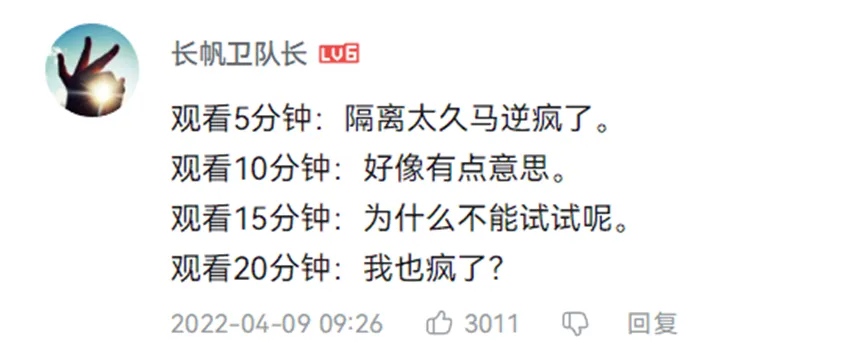 长帆卫队长 LV6
观看5分钟：隔离太久马逆疯了。
观看10分钟：好像有点意思。
观看15分钟：为什么不能试试呢。
观看20分钟：我也疯了？
2022-04-09 09:26 3011 回复